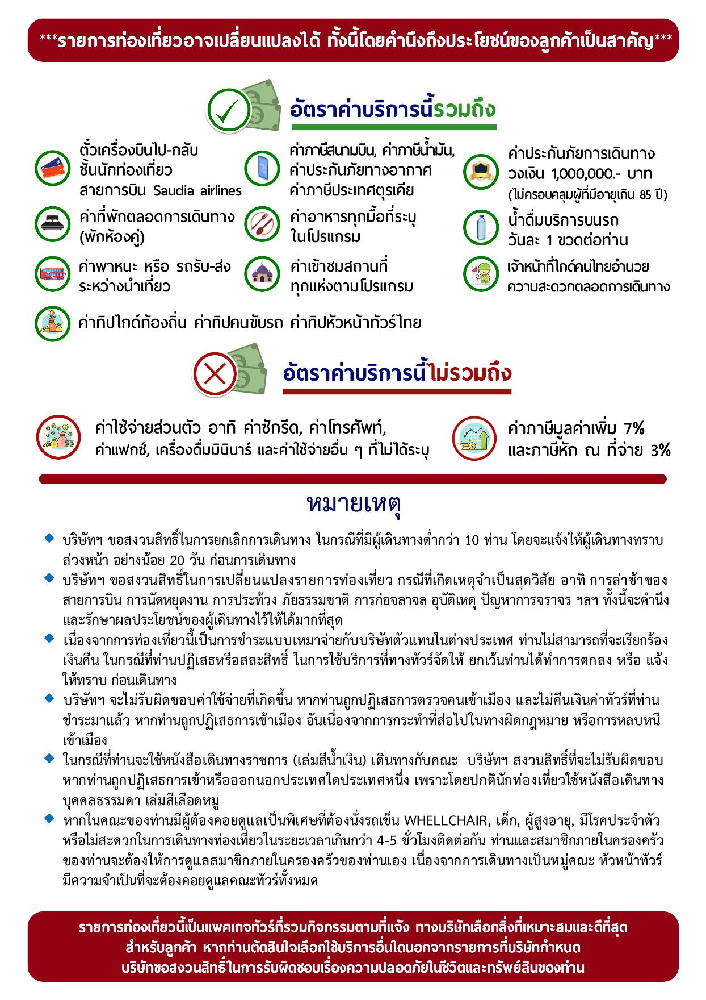 ***รายการท่องเที่ยวอาจเปลี่ยนแปลงได้ ทั้งนี้โดยคำนึงถึงประโยชน์ของลูกค้าเป็นสาคัญ***
อัตราค่าบริการนี้รวมถึง
ตั๋วเครื่องบินไป-กลับ
ชั้นนักท่องเที่ยว
สายการบิน Saudia airlines
ค่าภาษีสนามบิน, ค่าภาษีน้ำมัน,
ค่าประกันภัยทางอากาศ
ค่าภาษีประเทศตุรเคีย
ค่าประกันภัยการเดินทาง
วงเงิน 1,000,000.- บาท
(ไม่ครอบคลุมผู้ที่มีอายุเกิน 85 ปี)
ค่าที่พักตลอดการเดินทาง
(พักห้องคู่)
ค่าอาหารทุกมื้อที่ระบุ
ในโปรแกรม
น้ำดื่มบริการบนรถ
วันละ 1 ขวดต่อท่าน
ค่าพาหนะ หรือ รถรับ-ส่ง
ระหว่างนำเที่ยว
ค่าเข้าชมสถานที่
ทุกแห่งตามโปรแกรม
เจ้าหน้าที่ไกด์คนไทยอำนวย
ความสะดวกตลอดการเดินทาง
ค่าทิปไกด์ท้องถิ่น ค่าทิปคนขับรถ ค่าทิปหัวหน้าทัวร์ไทย
อัตราค่าบริการนี้ไม่รวมถึง
ค่าใช้จ่ายส่วนตัว อาทิ ค่าซักรีด, ค่าโทรศัพท์,
ค่าแฟกซ์, เครื่องดื่มมินิบาร์ และค่าใช้จ่ายอื่น ๆ ที่ไม่ได้ระบุ
ค่าภาษีมูลค่าเพิ่ม 7%
และภาษีหัก ณ ที่จ่าย 3%
หมายเหตุ
บริษัทฯ ขอสงวนสิทธิ์ในการยกเลิกการเดินทาง ในกรณีที่มีผู้เดินทางต่ำกว่า 10 ท่าน โดยจะแจ้งให้ผู้เดินทางทราบ
ล่วงหน้า อย่างน้อย 20 วัน ก่อนการเดินทาง
บริษัทฯ ขอสงวนสิทธิ์ในการเปลี่ยนแปลงรายการท่องเที่ยว กรณีที่เกิดเหตุจำเป็นสุดวิสัย อาทิ การล่าช้าของ
สายการบิน การนัดหยุดงาน การประท้วง ภัยธรรมชาติ การก่อจลาจล อุบัติเหตุ ปัญหาการจราจร ฯลฯ ทั้งนี้จะคำนึง
และรักษาผลประโยชน์ของผู้เดินทางไว้ให้ได้มากที่สุด
เนื่องจากการท่องเที่ยวนี้เป็นการชำระแบบเหมาจ่ายกับบริษัทตัวแทนในต่างประเทศ ท่านไม่สามารถที่จะเรียกร้อง
เงินคืน ในกรณีที่ท่านปฏิเสธหรือสละสิทธิ์ ในการใช้บริการที่ทางทัวร์จัดให้ ยกเว้นท่านได้ทำการตกลง หรือ แจ้ง
ให้ทราบ ก่อนเดินทาง
บริษัทฯ จะไม่รับผิดชอบค่าใช้จ่ายที่เกิดขึ้น หากท่านถูกปฏิเสธการตรวจคนเข้าเมือง และไม่คืนเงินค่าทัวร์ที่ท่าน
ชำระมาแล้ว หากท่านถูกปฏิเสธการเข้าเมือง อันเนื่องจากการกระทำที่ส่อไปในทางผิดกฎหมาย หรือการหลบหนี
เข้าเมือง
ในกรณีที่ท่านจะใช้หนังสือเดินทางราชการ (เล่มสีน้ำเงิน) เดินทางกับคณะ บริษัทฯ สงวนสิทธิ์ที่จะไม่รับผิดชอบ
หากท่านถูกปฏิเสธการเข้าหรือออกนอกประเทศใดประเทศหนึ่ง เพราะโดยปกตินักท่องเที่ยวใช้หนังสือเดินทาง
บุคคลธรรมดา เล่มสีเลือดหมู
หากในคณะของท่านมีผู้ต้องคอยดูแลเป็นพิเศษที่ต้องนั่งรถเข็น WHELLCHAIR, เด็ก, ผู้สูงอายุ, มีโรคประจำตัว
หรือไม่สะดวกในการเดินทางท่องเที่ยวในระยะเวลาเกินกว่า 4-5 ชั่วโมงติดต่อกัน ท่านและสมาชิกภายในครองครัว
ของท่านจะต้องให้การดูแลสมาชิกภายในครองครัวของท่านเอง เนื่องจากการเดินทางเป็นหมู่คณะ หัวหน้าทัวร์
มีความจำเป็นที่จะต้องคอยดูแลคณะทัวร์ทั้งหมด
รายการท่องเที่ยวนี้เป็นแพคเกจทัวร์ที่รวมกิจกรรมตามที่แจ้ง ทางบริษัทเลือกสิ่งที่เหมาะสมและดีที่สุด
สำหรับลูกค้า หากท่านตัดสินใจเลือกใช้บริการอื่นใดนอกจากรายการที่บริษัทกำหนด
บริษัทขอสงวนสิทธิ์ในการรับผิดชอบเรื่องความปลอดภัยในชีวิตและทรัพย์สินของท่าน